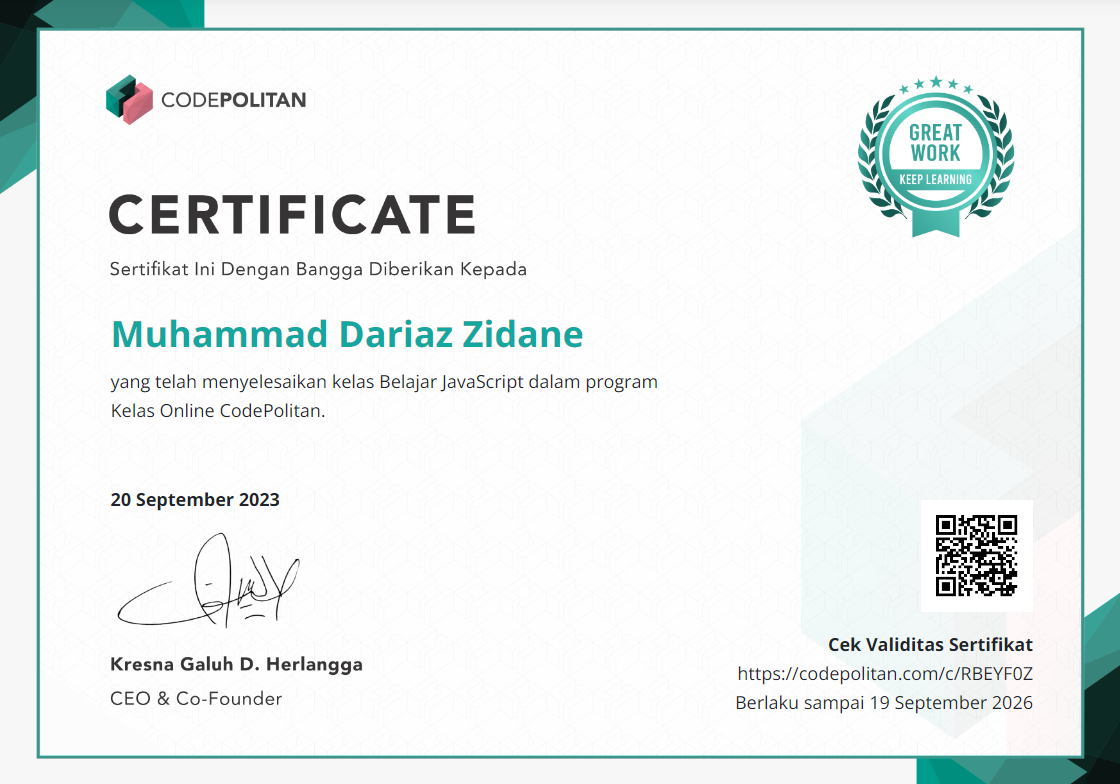 CODEPOLITAN
GREAT
WORK
KEEP LEARNING
CERTIFICATE
Sertifikat Ini Dengan Bangga Diberikan Kepada
Muhammad Dariaz Zidane
yang telah menyelesaikan kelas Belajar JavaScript dalam program
Kelas Online CodePolitan.
20 September 2023
Kresna Galuh D. Herlangga
CEO & Co-Founder
Cek Validitas Sertifikat
https://codepolitan.com/c/RBEYF0Z
Berlaku sampai 19 September 2026